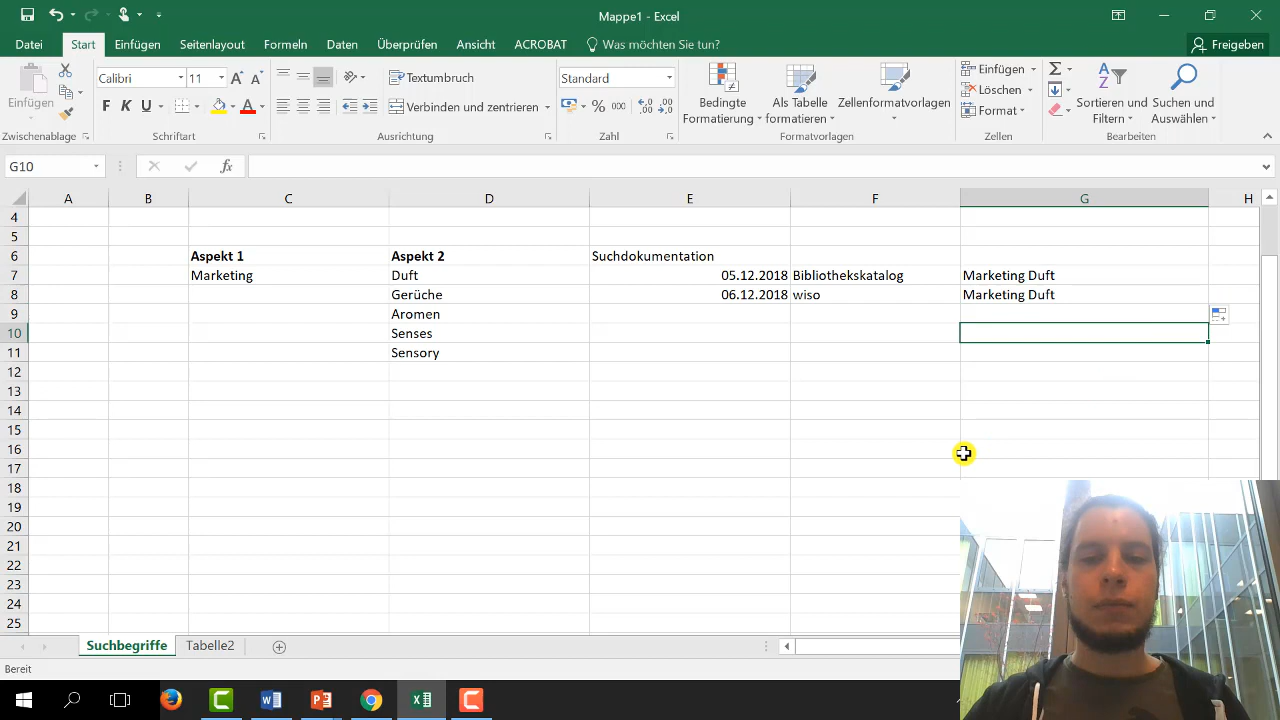 Mappe1 - Excel
Datei Start Einfügen Seitenlayout Formeln Daten Überprüfen Ansicht ACROBAT Was möchten Sie tun? Freigeben
Einfügen
Zwischenablage
Calibri 11
F K U
Schriftart
Textumbruch
Verbinden und zentrieren
Ausrichtung
Standard
% 000
Zahl
Bedingte Formatierung
Als Tabelle formatieren
Zellenformatvorlagen
Formatvorlagen
Einfügen
Löschen
Format
Zellen
Sortieren und Filtern
Suchen und Auswählen
Bearbeiten
G10 fx
A B C D E F G H
4
5
6 Aspekt 1 Aspekt 2 Suchdokumentation
7 Marketing Duft 05.12.2018 Bibliothekskatalog Marketing Duft
8 Gerüche 06.12.2018 wiso Marketing Duft
9 Aromen
10 Senses
11 Sensory
12
13
14
15
16
17
18
19
20
21
22
23
24
25
Suchbegriffe Tabelle2
Bereit